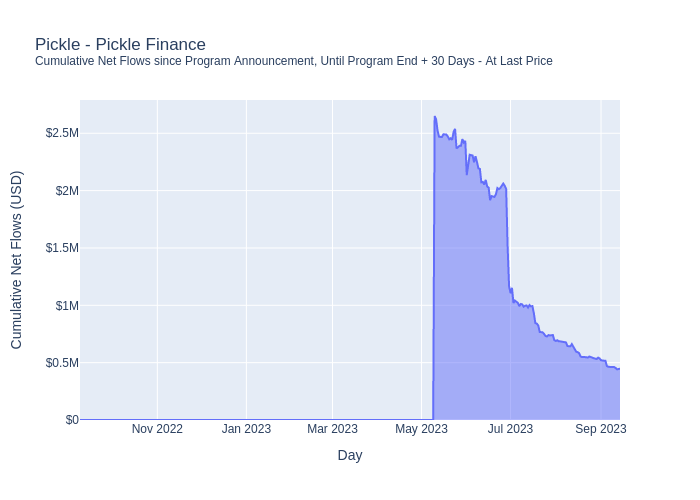 Pickle - Pickle Finance
Cumulative Net Flows since Program Announcement, Until Program End + 30 Days - At Last Price
$2.5M
$2M
$1.5M
$1M
$0.5M
$0
Cumulative Net Flows (USD)
Nov 2022
Jan 2023
Mar 2023
May 2023
Jul 2023
Sep 2023
Day